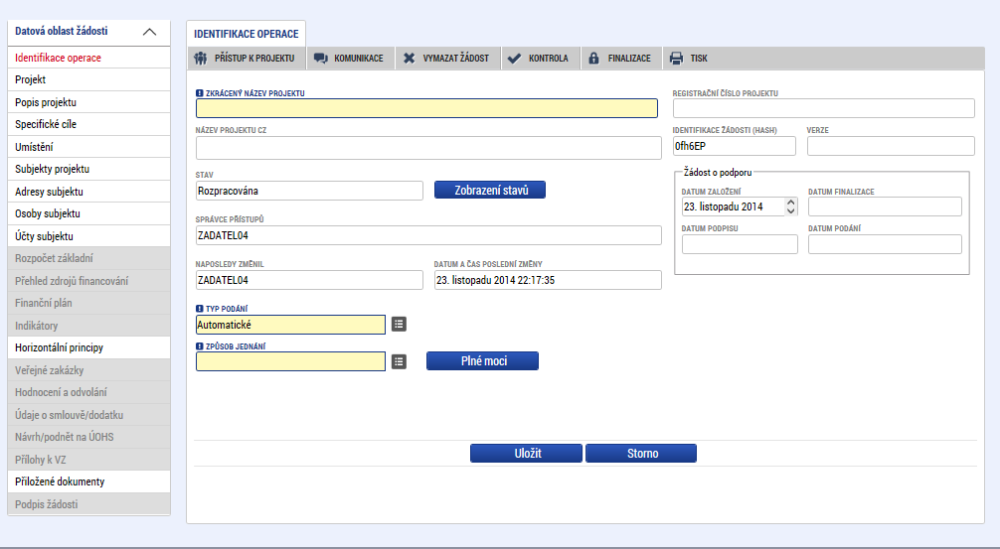 Datová oblast žádosti
Identifikace operace
Projekt
Popis projektu
Specifické cíle
Umístění
Subjekty projektu
Adresy subjektu
Osoby subjektu
Účty subjektu
Rozpočet základní
Přehled zdrojů financování
Finanční plán
Indikátory
Horizontální principy
Veřejné zakázky
Hodnocení a odvolání
Údaje o smlouvě/dodatku
Návrh/podnět na ÚOHS
Přílohy k VZ
Přiložené dokumenty
Podpis žádosti
IDENTIFIKACE OPERACE
PŘÍSTUP K PROJEKTU KOMUNIKACE VYMAZAT ŽÁDOST KONTROLA FINALIZACE TISK
ZKRÁCENÝ NÁZEV PROJEKTU REGISTRAČNÍ ČÍSLO PROJEKTU
NÁZEV PROJEKTU CZ IDENTIFIKACE ŽÁDOSTI (HASH) VERZE
0fh6EP
STAV Žádost o podporu
Rozpracována Zobrazení stavů
DATUM ZALOŽENÍ DATUM FINALIZACE
23. listopadu 2014
SPRÁVCE PŘÍSTUPŮ
ZADATEL04
DATUM PODPISU DATUM PODÁNÍ
NAPOSLEDY ZMĚNIL DATUM A ČAS POSLEDNÍ ZMĚNY
ZADATEL04 23. listopadu 2014 22:17:35
TYP PODÁNÍ
Automatické
ZPŮSOB JEDNÁNÍ
Plné moci
Uložit Storno